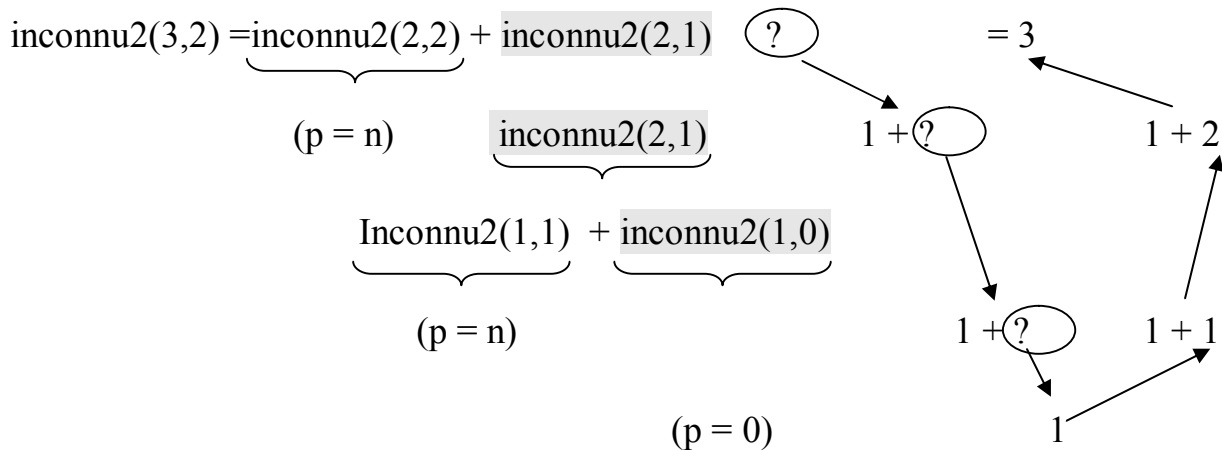 inconnu2(3,2) =inconnu2(2,2) + inconnu2(2,1) ? = 3
(p = n) inconnu2(2,1) 1 + ? 1 + 2
Inconnu2(1,1) + inconnu2(1,0)
(p = n) 1 + ? 1 + 1
(p = 0) 1